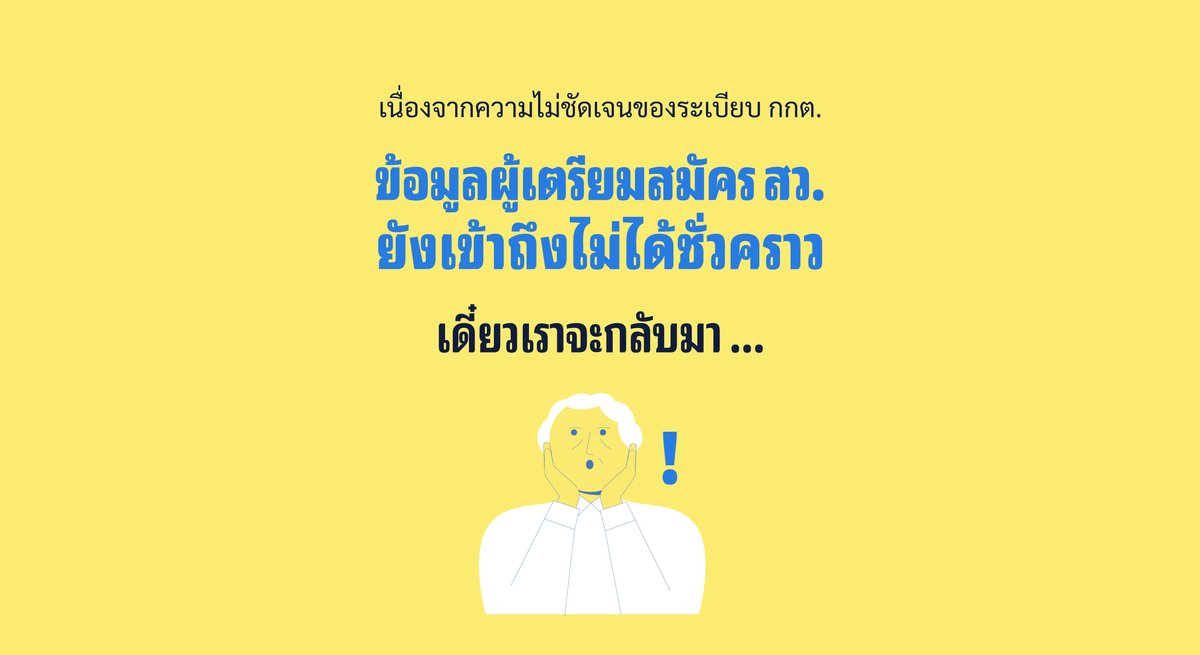 เนื่องจากความไม่ชัดเจนของระเบียบ กกต.
ข้อมูลผู้เตรียมสมัคร สว.
ยังเข้าถึงไม่ได้ชั่วคราว
เดี๋ยวเราจะกลับมา ...
!